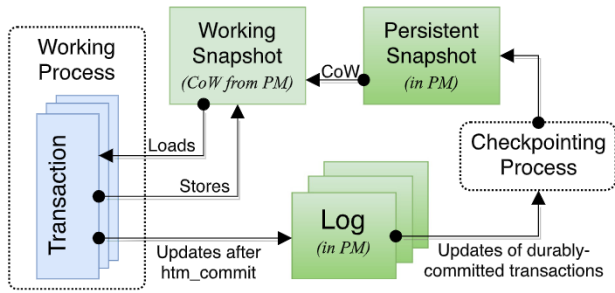 Working
Process
Transaction
Working
Snapshot
(CoW from PM)
CoW
Persistent
Snapshot
(in PM)
Loads
Stores
Updates after
htm_commit
Log
(in PM)
Checkpointing
Process
Updates of durably-
committed transactions